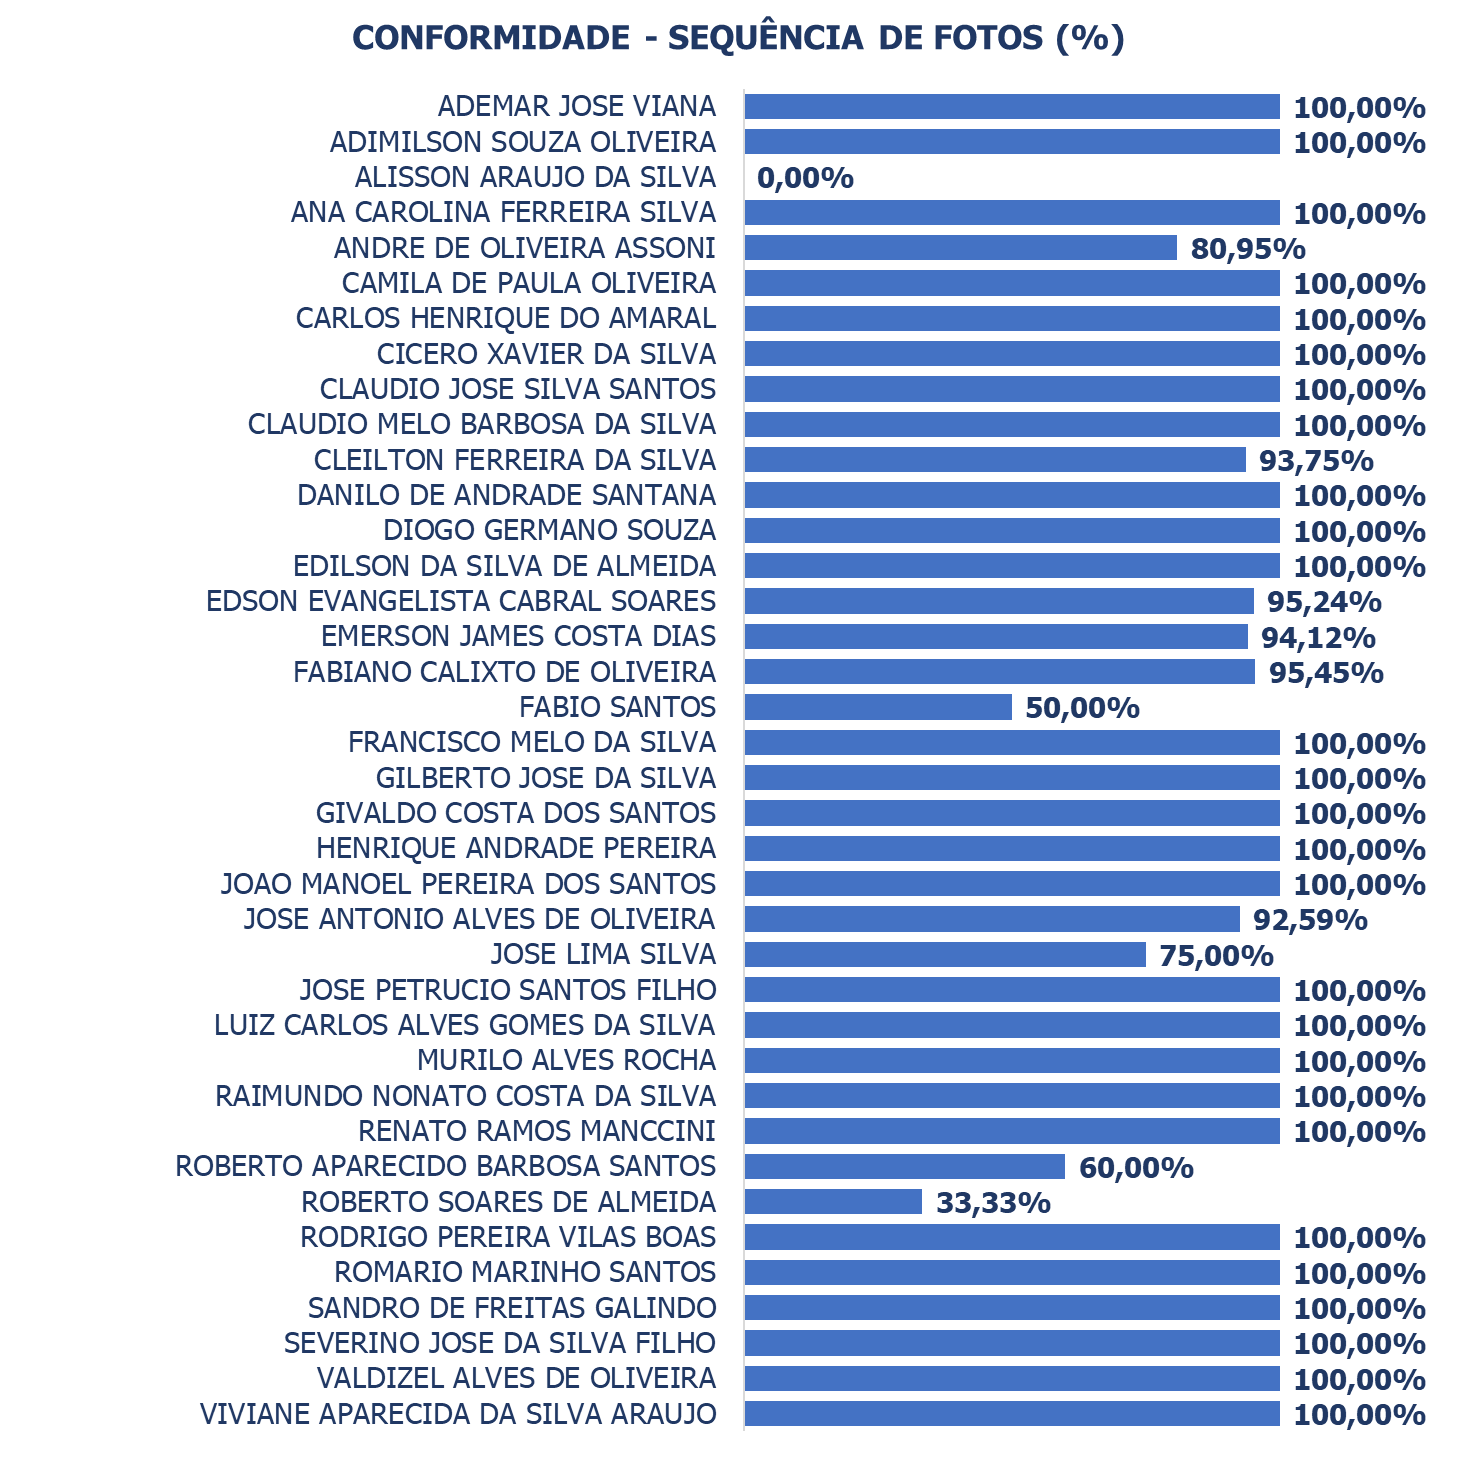 CONFORMIDADE - SEQUÊNCIA DE FOTOS (%)
ADEMAR JOSE VIANA 100,00%
ADIMILSON SOUZA OLIVEIRA 100,00%
ALISSON ARAUJO DA SILVA 0,00%
ANA CAROLINA FERREIRA SILVA 100,00%
ANDRE DE OLIVEIRA ASSONI 80,95%
CAMILA DE PAULA OLIVEIRA 100,00%
CARLOS HENRIQUE DO AMARAL 100,00%
CICERO XAVIER DA SILVA 100,00%
CLAUDIO JOSE SILVA SANTOS 100,00%
CLAUDIO MELO BARBOSA DA SILVA 100,00%
CLEILTON FERREIRA DA SILVA 93,75%
DANILO DE ANDRADE SANTANA 100,00%
DIOGO GERMANO SOUZA 100,00%
EDILSON DA SILVA DE ALMEIDA 100,00%
EDSON EVANGELISTA CABRAL SOARES 95,24%
EMERSON JAMES COSTA DIAS 94,12%
FABIANO CALIXTO DE OLIVEIRA 95,45%
FABIO SANTOS 50,00%
FRANCISCO MELO DA SILVA 100,00%
GILBERTO JOSE DA SILVA 100,00%
GIVALDO COSTA DOS SANTOS 100,00%
HENRIQUE ANDRADE PEREIRA 100,00%
JOAO MANOEL PEREIRA DOS SANTOS 100,00%
JOSE ANTONIO ALVES DE OLIVEIRA 92,59%
JOSE LIMA SILVA 75,00%
JOSE PETRUCIO SANTOS FILHO 100,00%
LUIZ CARLOS ALVES GOMES DA SILVA 100,00%
MURILO ALVES ROCHA 100,00%
RAIMUNDO NONATO COSTA DA SILVA 100,00%
RENATO RAMOS MANCCINI 100,00%
ROBERTO APARECIDO BARBOSA SANTOS 60,00%
ROBERTO SOARES DE ALMEIDA 33,33%
RODRIGO PEREIRA VILAS BOAS 100,00%
ROMARIO MARINHO SANTOS 100,00%
SANDRO DE FREITAS GALINDO 100,00%
SEVERINO JOSE DA SILVA FILHO 100,00%
VALDIZEL ALVES DE OLIVEIRA 100,00%
VIVIANE APARECIDA DA SILVA ARAUJO 100,00%